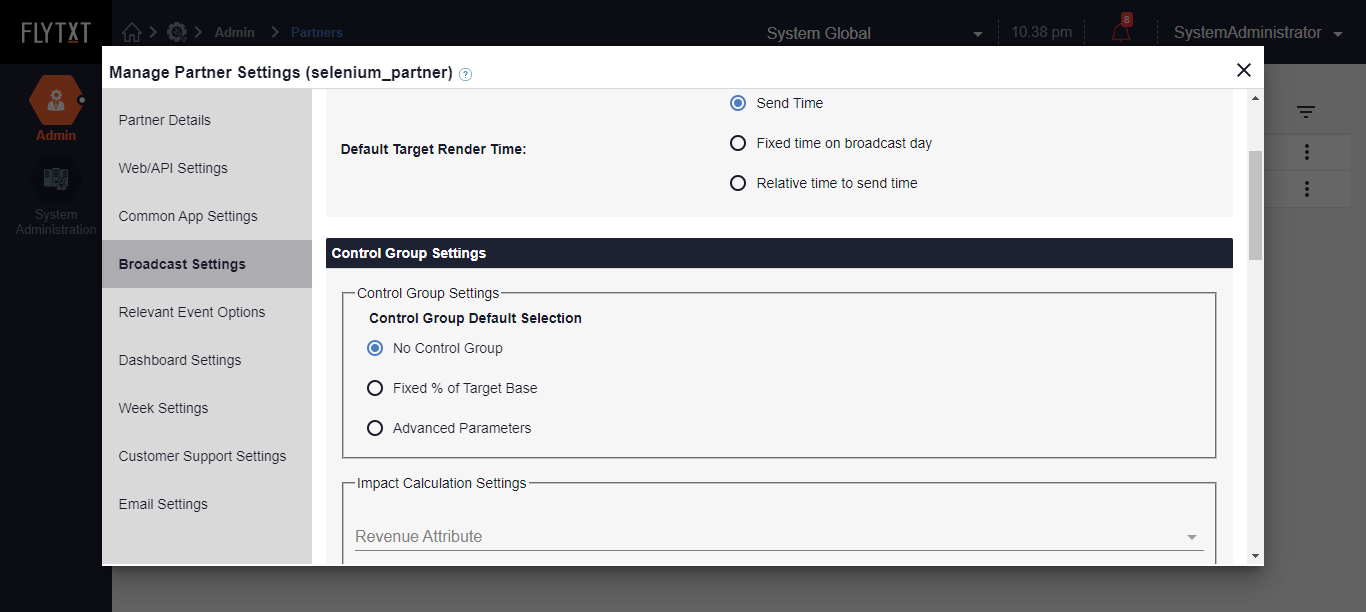 FLYTXT
Admin
Partners
System Global
10.38 pm
8
SystemAdministrator
Manage Partner Settings (selenium_partner) ?
Admin
System
Administration
Partner Details
Web/API Settings
Common App Settings
Broadcast Settings
Relevant Event Options
Dashboard Settings
Week Settings
Customer Support Settings
Email Settings
Default Target Render Time:
Send Time
Fixed time on broadcast day
Relative time to send time
Control Group Settings
Control Group Settings
Control Group Default Selection
No Control Group
Fixed % of Target Base
Advanced Parameters
Impact Calculation Settings
Revenue Attribute